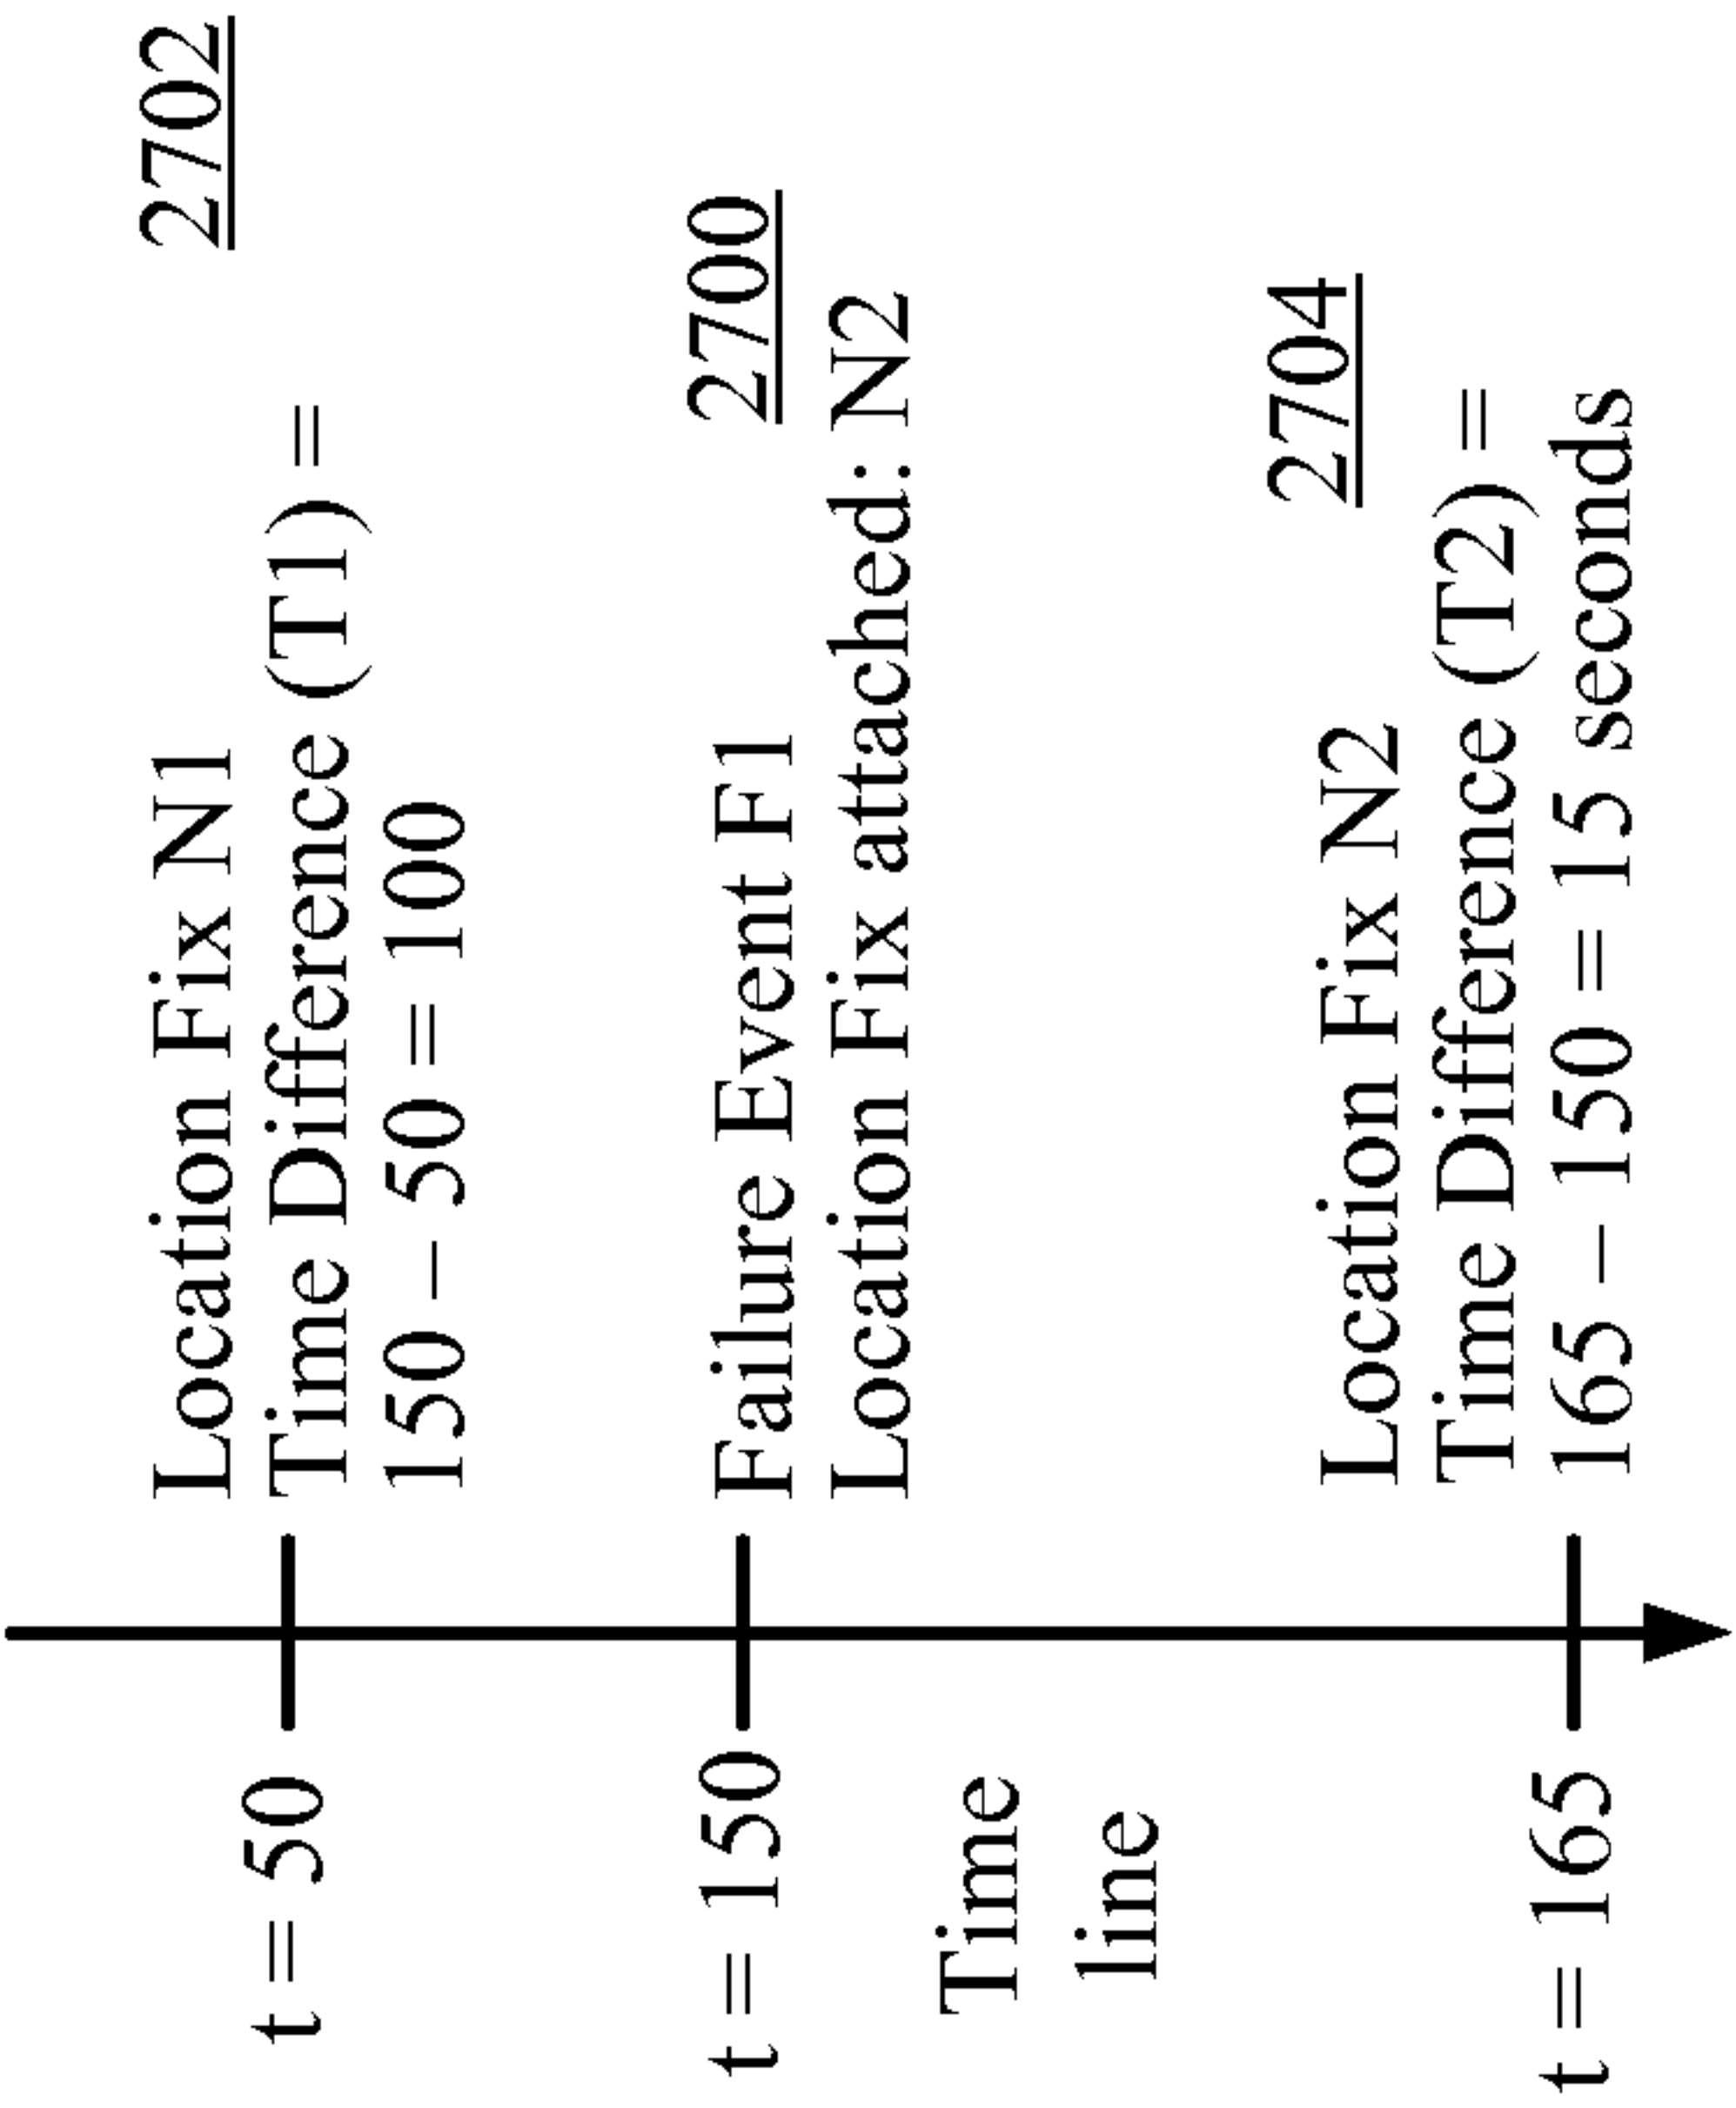 2702
Location Fix N1
Time Difference (T1) =
150 – 50 = 100
t = 50
2700
Failure Event F1
Location Fix attached: N2
t = 150
Time
line
2704
Location Fix N2
Time Difference (T2) =
165 – 150 = 15 seconds
t = 165